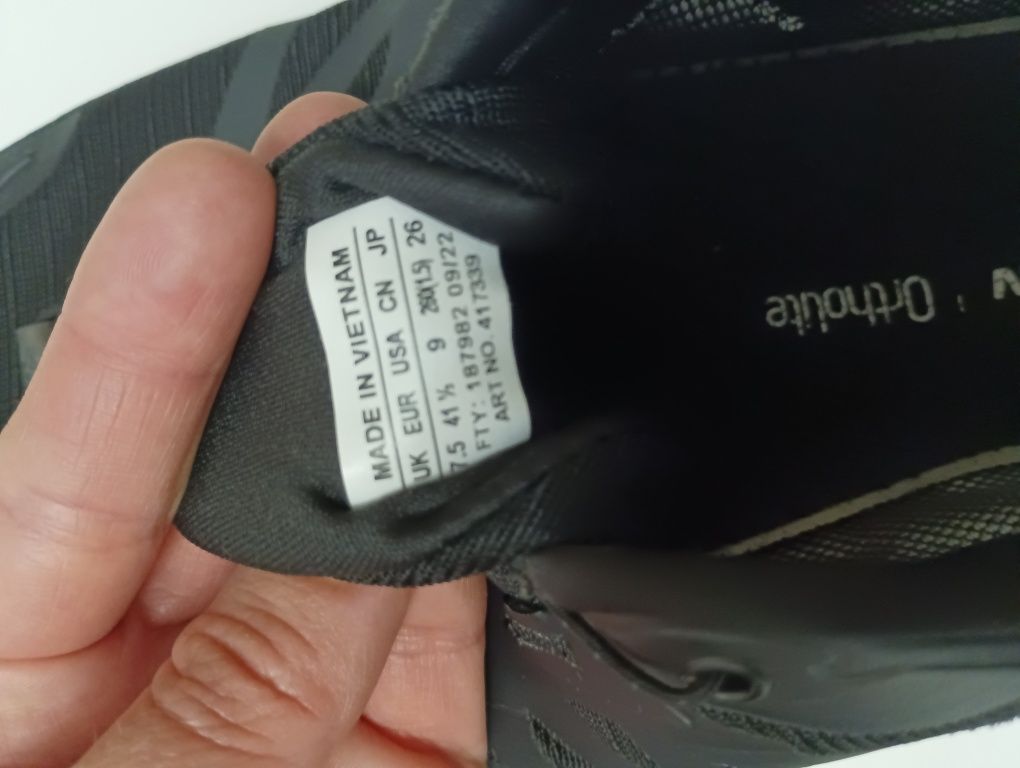 MADE IN VIETNAM
UK EUR USA CN JP
7.5 41 ⅓ 9 260(1.5) 26
FTY: 187982 09/22
ART NO. 417339
Ortholite